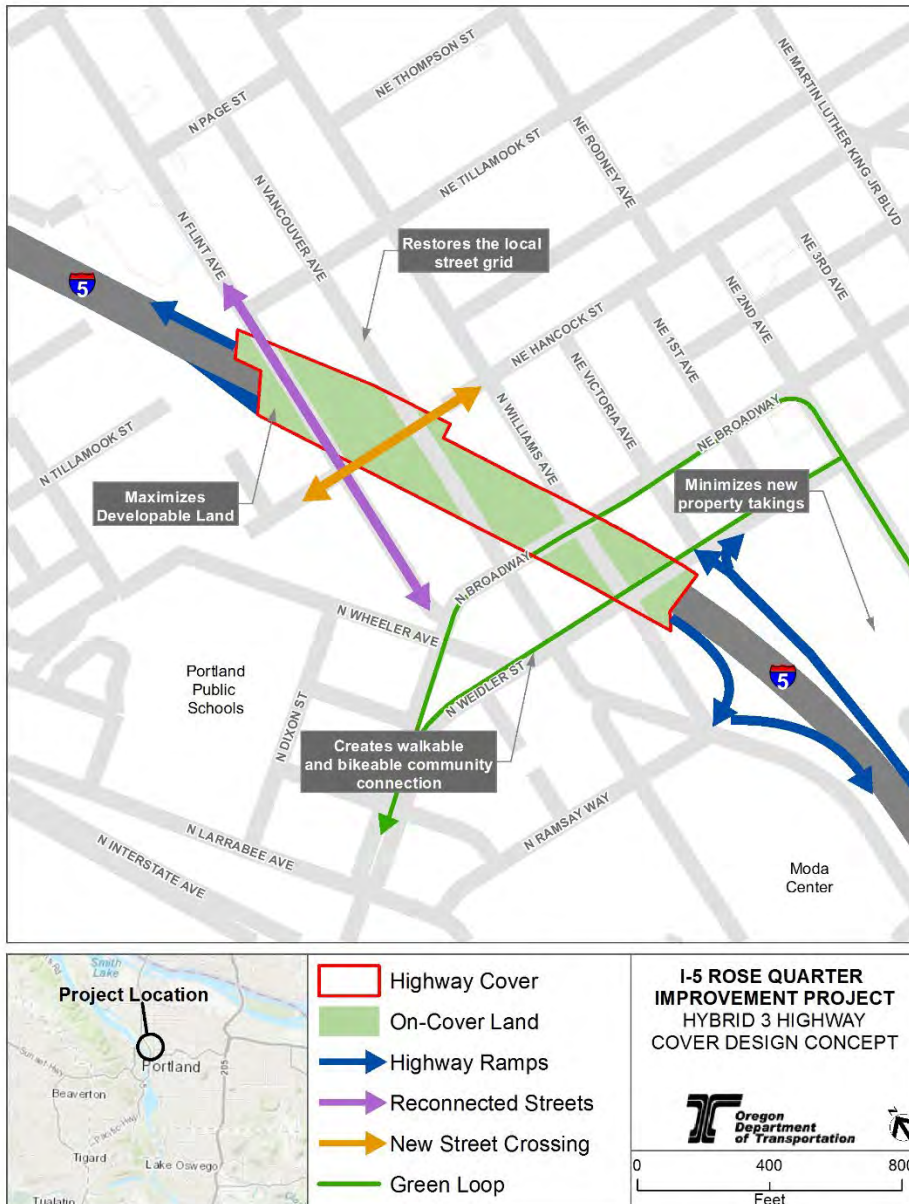 NE THOMPSON ST
NE MARTIN LUTHER KING JR BLVD
N PAGE ST
NE TILLAMOOK ST
NE RODNEY AVE
N VANCOUVER AVE
N FLINT AVE
Restores the local
street grid
NE 3RD AVE
NE 2ND AVE
5
NE HANCOCK ST
NE 1ST AVE
NE VICTORIA AVE
N WILLIAMS AVE
NE BROADWAY
N TILLAMOOK ST
Maximizes
Developable Land
Minimizes new
property takings
N BROADWAY
N WHEELER AVE
Portland
Public
Schools
N WEIDLER ST
5
N DIXON ST
Creates walkable
and bikeable community
connection
N RAMSAY WAY
N LARRABEE AVE
N INTERSTATE AVE
Moda
Center
Smith
Lake
Project Location
Portland
205
Sunset Hwy
Beaverton
Pacific Hwy
Tigard
Lake Oswego
Tualatin
Highway Cover
On-Cover Land
Highway Ramps
Reconnected Streets
New Street Crossing
Green Loop
I-5 ROSE QUARTER
IMPROVEMENT PROJECT
HYBRID 3 HIGHWAY
COVER DESIGN CONCEPT
Oregon
Department
of Transportation
Z
0 400 800
Feet